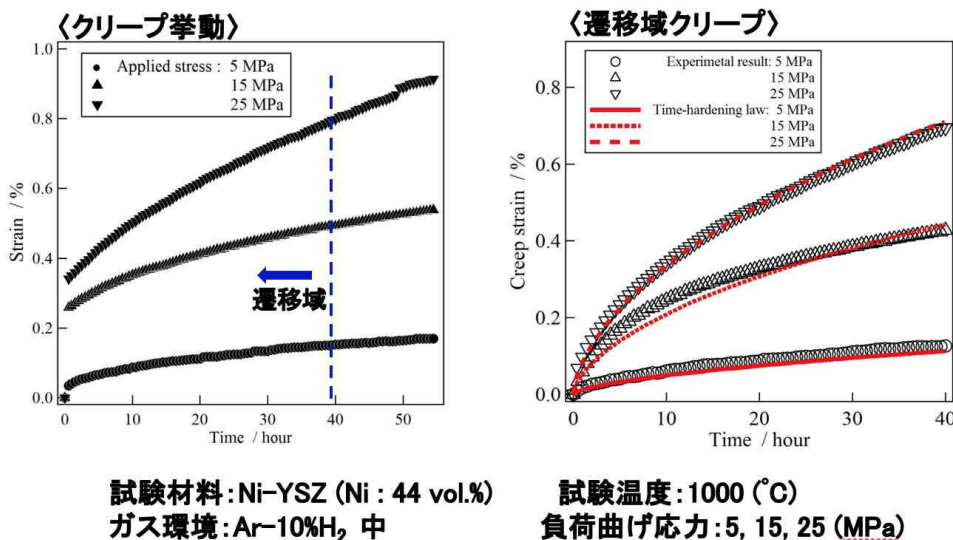 〈クリープ挙動〉
1.0
Applied stress : 5 MPa
15 MPa
25 MPa
0.8
0.6
0.4
0.2
0.0
Strain / %
遷移域
0 10 20 30 40 50
Time / hour
〈遷移域クリープ〉
Experimetal result: 5 MPa
15 MPa
25 MPa
Time-hardening law: 5 MPa
15 MPa
25 MPa
0.8
0.6
0.4
0.2
0.0
Creep strain / %
0 10 20 30 40
Time / hour
試験材料：Ni-YSZ (Ni : 44 vol.%)
ガス環境：Ar-10%H2 中
試験温度：1000 (°C)
負荷曲げ応力：5, 15, 25 (MPa)